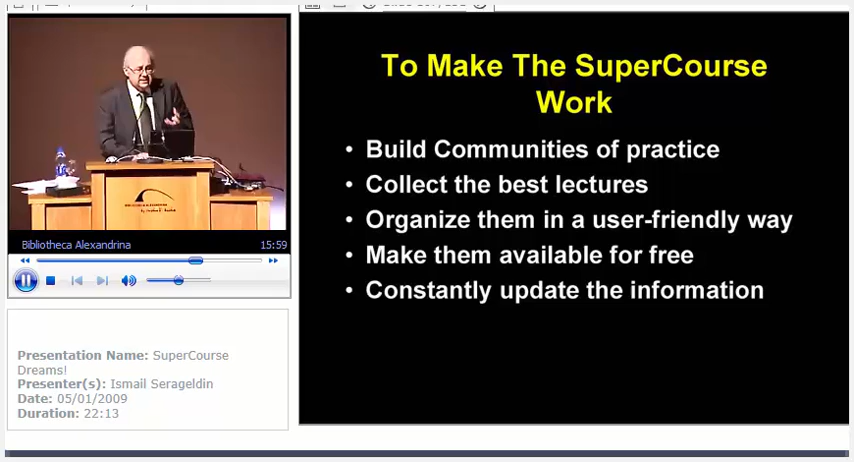 To Make The SuperCourse
Work
• Build Communities of practice
• Collect the best lectures
• Organize them in a user-friendly way
• Make them available for free
• Constantly update the information
Bibliotheca Alexandrina 15:59
Presentation Name: SuperCourse
Dreams!
Presenter(s): Ismail Serageldin
Date: 05/01/2009
Duration: 22:13